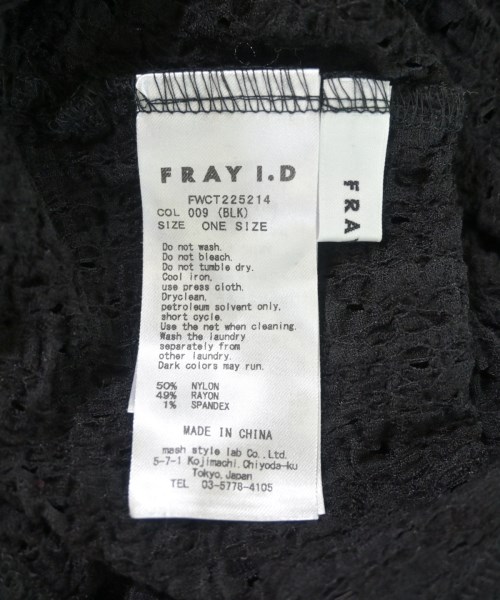 FRAY I.D
FWCT225214
COL 009 (BLK)
SIZE ONE SIZE
Do not wash.
Do not bleach.
Do not tumble dry.
Cool iron,
use press cloth.
Dryclean,
petroleum solvent only,
short cycle.
Use the net when cleaning.
Wash the laundry
separately from
other laundry.
Dark colors may run.
50% NYLON
49% RAYON
1% SPANDEX
MADE IN CHINA
mash style lab Co.,Ltd.
5-7-1 Kojimachi,Chiyoda-ku
Tokyo,Japan
TEL 03-5778-4105
FRAY